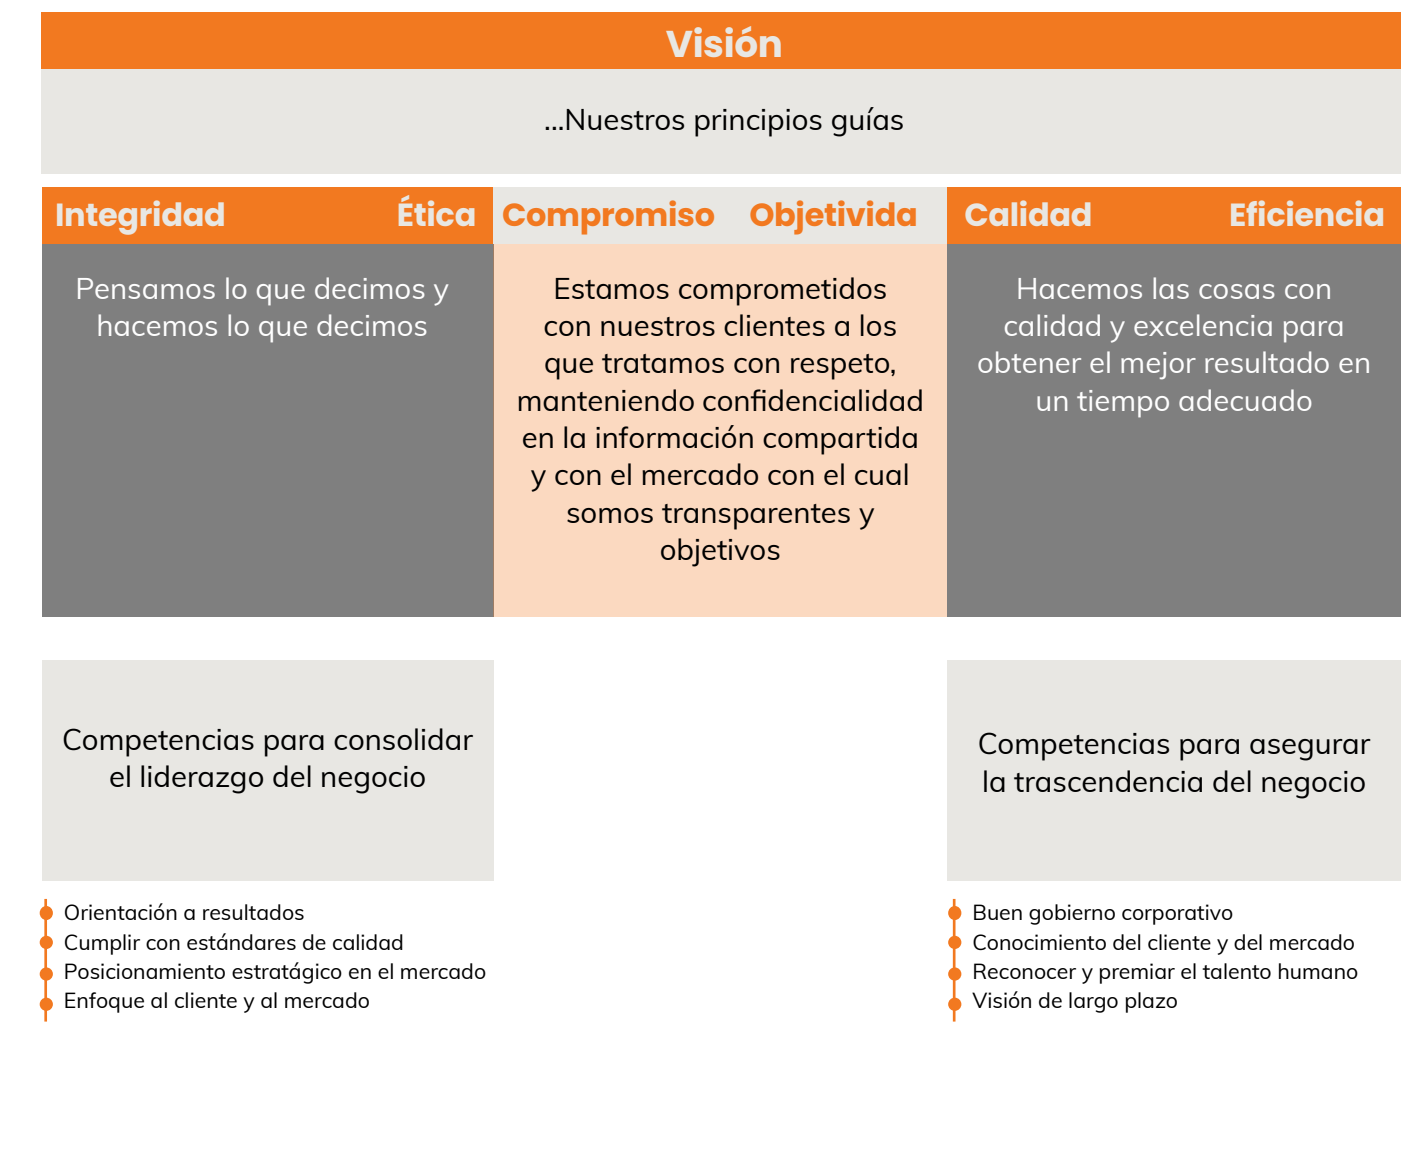 Visión
...Nuestros principios guías
Integridad Ética Compromiso Objetivida Calidad Eficiencia
Pensamos lo que decimos y
hacemos lo que decimos
Estamos comprometidos
con nuestros clientes a los
que tratamos con respeto,
manteniendo confidencialidad
en la información compartida
y con el mercado con el cual
somos transparentes y
objetivos
Hacemos las cosas con
calidad y excelencia para
obtener el mejor resultado en
un tiempo adecuado
Competencias para consolidar
el liderazgo del negocio
Orientación a resultados
Cumplir con estándares de calidad
Posicionamiento estratágico en el mercado
Enfoque al cliente y al mercado
Competencias para asegurar
la trascendencia del negocio
Buen gobierno corporativo
Conocimiento del cliente y del mercado
Reconocer y premiar el talento humano
Visión de largo plazo